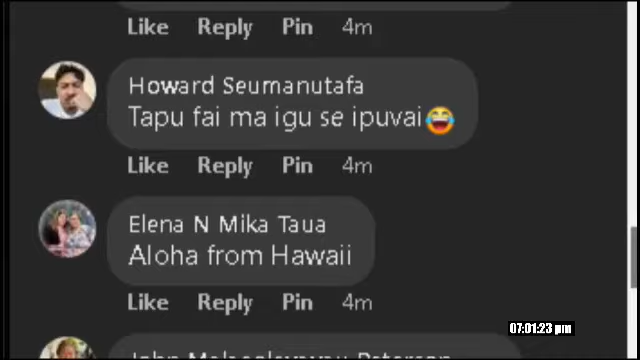 Like Reply Pin 4m
Howard Seumanutafa
Tapu fai ma igu se ipuvai😂
Like Reply Pin 4m
Elena N Mika Taua
Aloha from Hawaii
Like Reply Pin 4m
07:01:23 pm
John